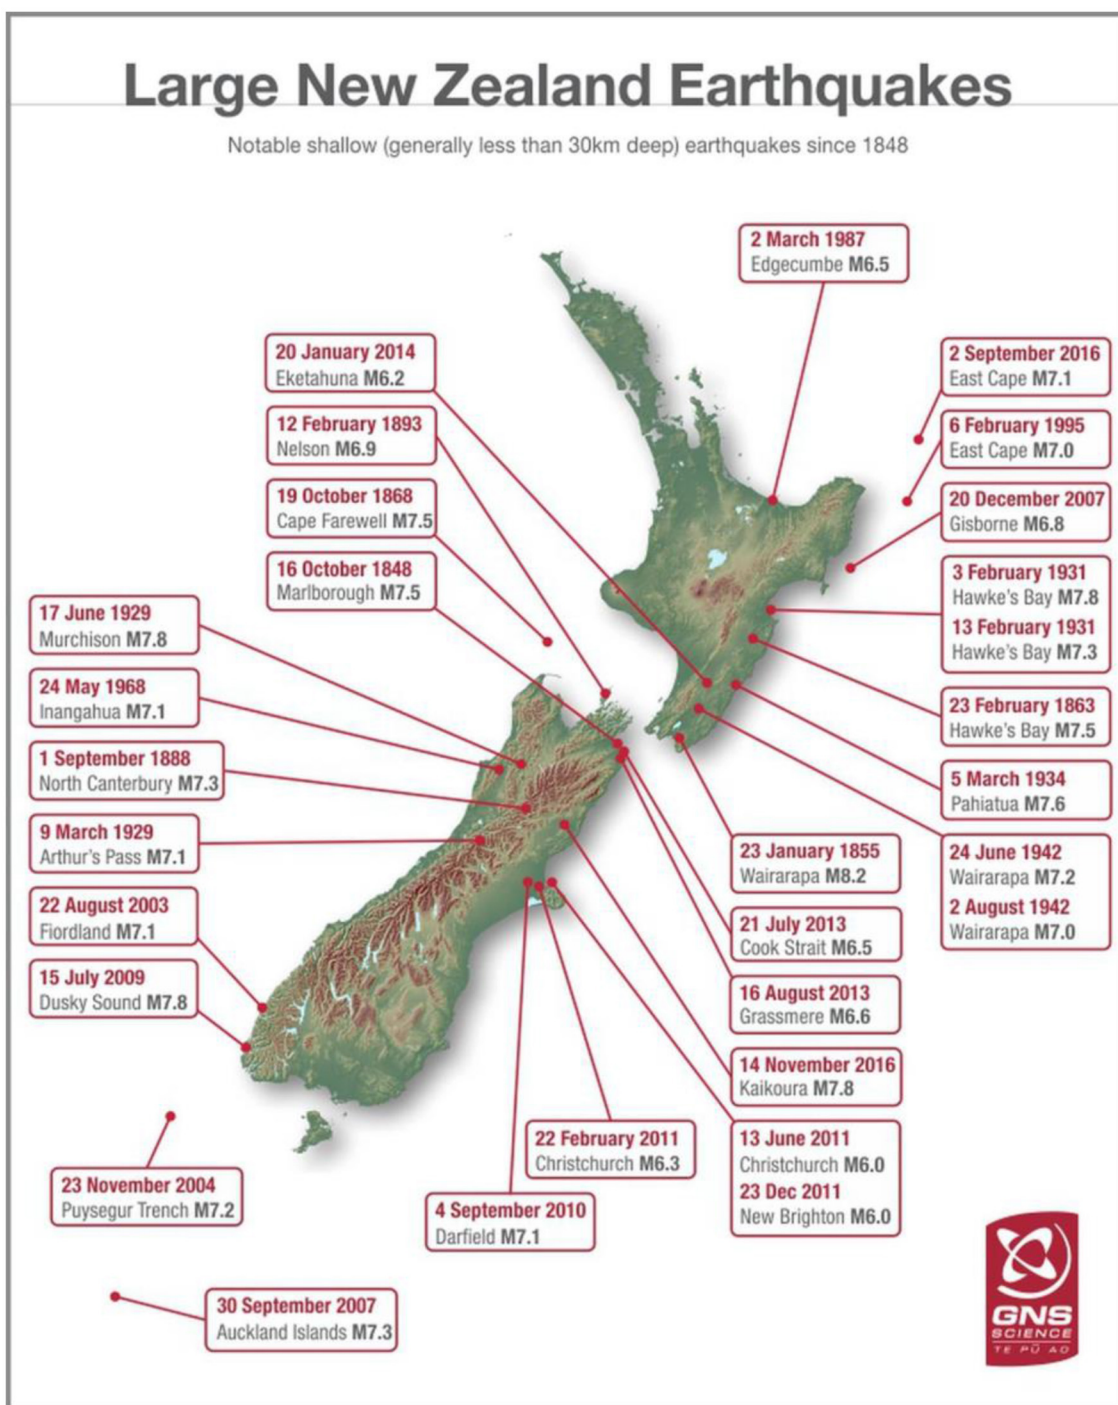 Large New Zealand Earthquakes
Notable shallow (generally less than 30km deep) earthquakes since 1848
2 March 1987
Edgecumbe M6.5
20 January 2014
Eketahuna M6.2
12 February 1893
Nelson M6.9
19 October 1868
Cape Farewell M7.5
16 October 1848
Marlborough M7.5
2 September 2016
East Cape M7.1
6 February 1995
East Cape M7.0
20 December 2007
Gisborne M6.8
3 February 1931
Hawke's Bay M7.8
13 February 1931
Hawke's Bay M7.3
23 February 1863
Hawke's Bay M7.5
5 March 1934
Pahiatua M7.6
24 June 1942
Wairarapa M7.2
2 August 1942
Wairarapa M7.0
17 June 1929
Murchison M7.8
24 May 1968
Inangahua M7.1
1 September 1888
North Canterbury M7.3
9 March 1929
Arthur's Pass M7.1
22 August 2003
Fiordland M7.1
15 July 2009
Dusky Sound M7.8
23 January 1855
Wairarapa M8.2
21 July 2013
Cook Strait M6.5
16 August 2013
Grassmere M6.6
14 November 2016
Kaikoura M7.8
13 June 2011
Christchurch M6.0
23 Dec 2011
New Brighton M6.0
22 February 2011
Christchurch M6.3
4 September 2010
Darfield M7.1
23 November 2004
Puysegur Trench M7.2
30 September 2007
Auckland Islands M7.3
GNS
SCIENCE
TE PŪ AO